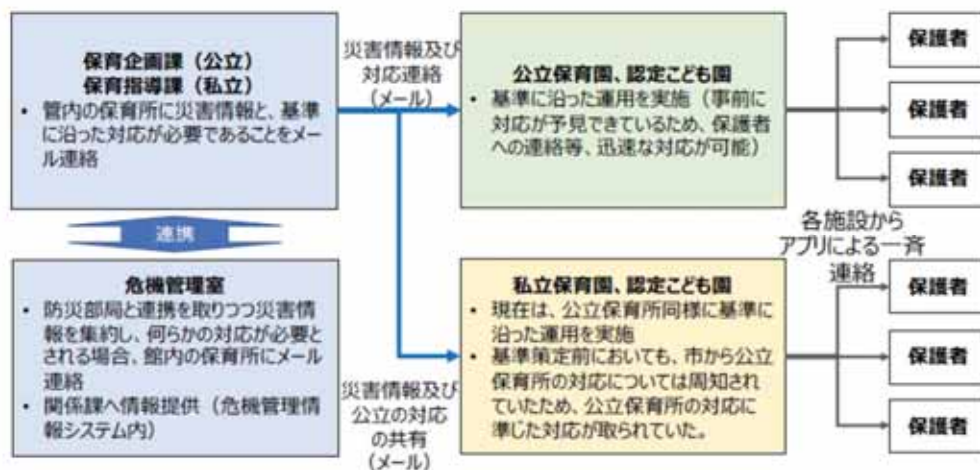 保育企画課（公立）
保育指導課（私立）
• 管内の保育所に災害情報と、基準
に沿った対応が必要であることをメー
ル連絡
災害情報及び
対応連絡
（メール）
公立保育園、認定こども園
• 基準に沿った運用を実施（事前に
対応が予見できているため、保護者
への連絡等、迅速な対応が可能）
保護者
保護者
保護者
連携
危機管理室
• 防災部局と連携を取りつつ災害情
報を集約し、何らかの対応が必要と
される場合、館内の保育所にメール
連絡
• 関係課へ情報提供（危機管理情
報システム内）
災害情報及び
公立の対応
の共有
（メール）
私立保育園、認定こども園
• 現在は、公立保育所同様に基準に
沿った運用を実施
• 基準策定前においても、市から公立
保育所の対応については周知され
ていたため、公立保育所の対応に
準じた対応が取られていた。
各施設から
アプリによる一斉
連絡
保護者
保護者
保護者